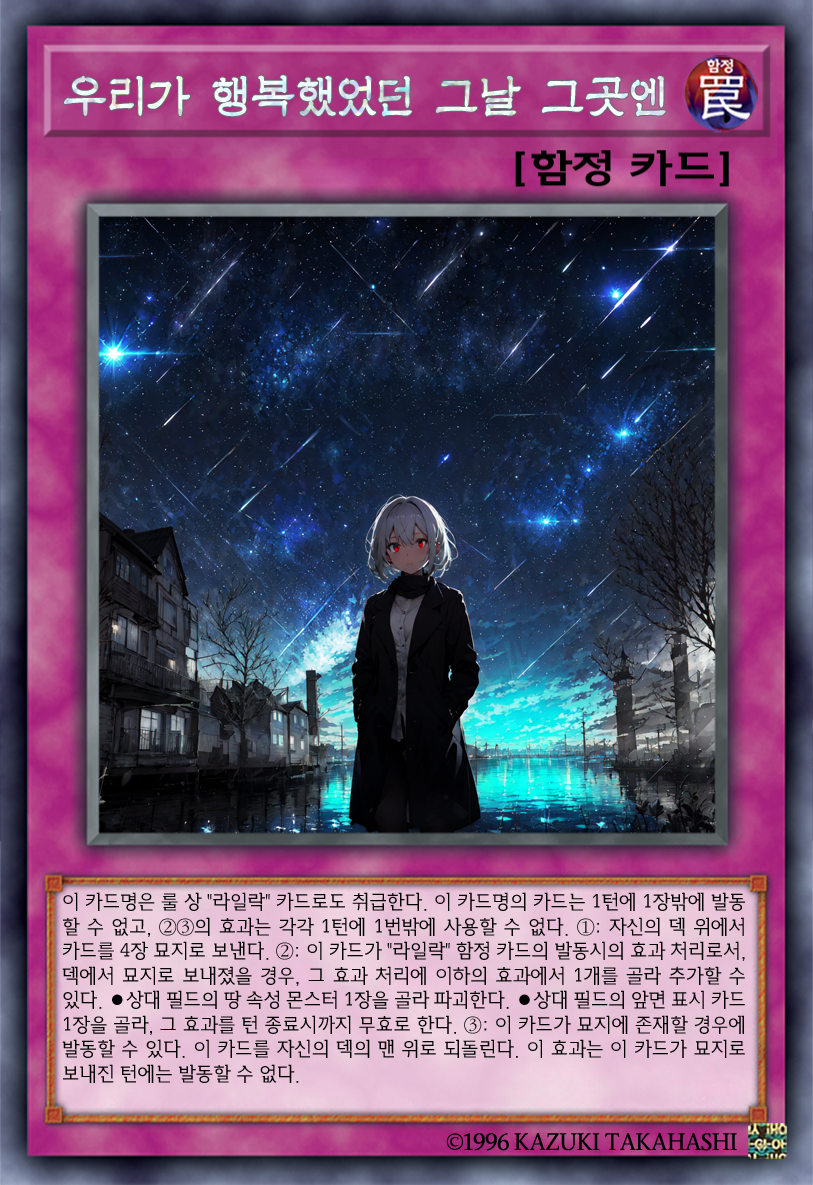 우리가 행복했었던 그날 그곳엔
함정
罠
[함정 카드]
이 카드명은 룰 상 "라일락" 카드로도 취급한다. 이 카드명의 카드는 1턴에 1장밖에 발동
할 수 없고, ②③의 효과는 각각 1턴에 1번밖에 사용할 수 없다. ①: 자신의 덱 위에서
카드를 4장 묘지로 보낸다. ②: 이 카드가 "라일락" 함정 카드의 발동시의 효과 처리로서,
덱에서 묘지로 보내졌을 경우, 그 효과 처리에 이하의 효과에서 1개를 골라 추가할 수
있다. ●상대 필드의 땅 속성 몬스터 1장을 골라 파괴한다. ●상대 필드의 앞면 표시 카드
1장을 골라, 그 효과를 턴 종료시까지 무효로 한다. ③: 이 카드가 묘지에 존재할 경우에
발동할 수 있다. 이 카드를 자신의 덱의 맨 위로 되돌린다. 이 효과는 이 카드가 묘지로
보내진 턴에는 발동할 수 없다.
©1996 KAZUKI TAKAHASHI